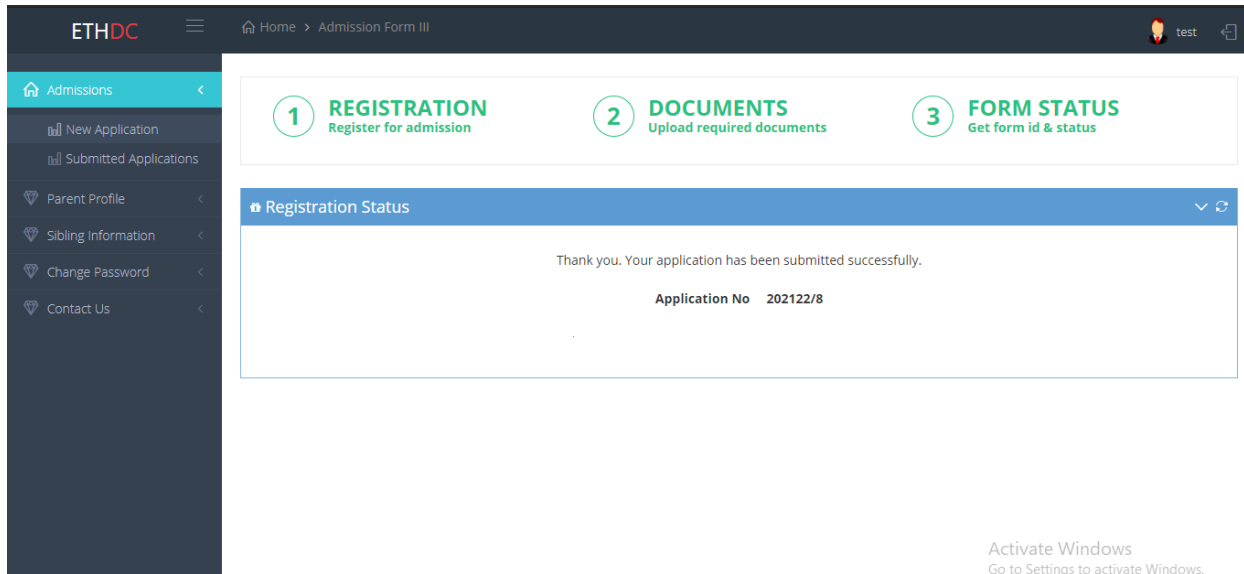 ETHDC
Home > Admission Form III
test
Admissions
New Application
Submitted Applications
Parent Profile
Sibling Information
Change Password
Contact Us
1 REGISTRATION
Register for admission
2 DOCUMENTS
Upload required documents
3 FORM STATUS
Get form id & status
Registration Status
Thank you. Your application has been submitted successfully.
Application No 202122/8
Activate Windows
Go to Settings to activate Windows.